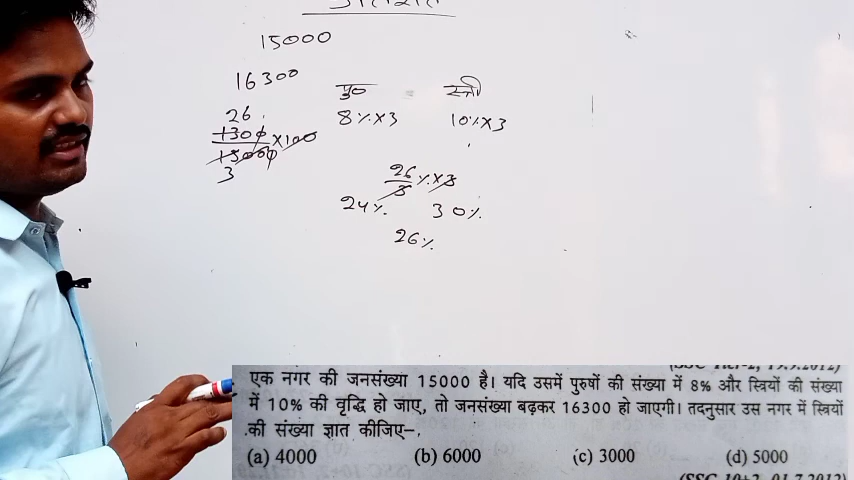 प्रतिशत
15000
16300
पु०
=
स्त्री
26
8%×3
10%×3
1300/15000 ×100
3
26/3 %×3
24%
30%
26%
एक नगर की जनसंख्या 15000 है। यदि उसमें पुरुषों की संख्या में 8% और स्त्रियों की संख्या
में 10% की वृद्धि हो जाए, तो जनसंख्या बढ़कर 16300 हो जाएगी। तदनुसार उस नगर में स्त्रियों
की संख्या ज्ञात कीजिए–
(a) 4000 (b) 6000 (c) 3000 (d) 5000